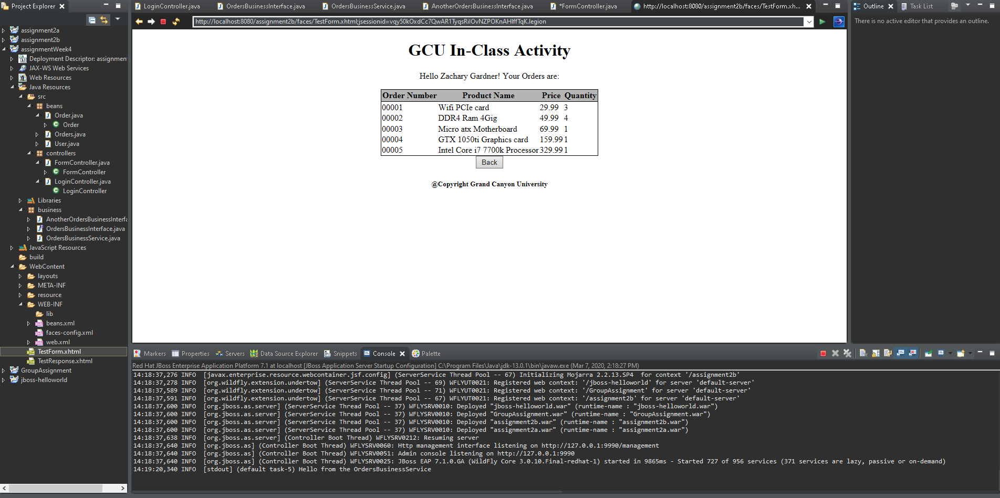 Project Explorer
assignment2a
assignment2b
assignmentWeek4
Deployment Descriptor: assignmen
JAX-WS Web Services
Web Resources
Java Resources
src
beans
Order.java
Order
Orders.java
User.java
controllers
FormController.java
FormController
LoginController.java
LoginController
Libraries
business
AnotherOrdersBusinessInterfa
OrdersBusinessInterface.java
OrdersBusinessService.java
JavaScript Resources
build
WebContent
layouts
META-INF
resource
WEB-INF
lib
beans.xml
faces-config.xml
web.xml
TestForm.xhtml
TestResponse.xhtml
GroupAssignment
jboss-helloworld
LoginController.java OrdersBusinessInterface.java OrdersBusinessService.java AnotherOrdersBusinessInterface.java *FormController.java http://localhost:8080/assignment2b/faces/TestForm.xh...
GCU In-Class Activity
Hello Zachary Gardner! Your Orders are:
Order Number Product Name Price Quantity
00001 Wifi PCIe card 29.99 3
00002 DDR4 Ram 4Gig 49.99 4
00003 Micro atx Motherboard 69.99 1
00004 GTX 1050ti Graphics card 159.99 1
00005 Intel Core i7 7700k Processor 329.99 1
Back
@Copyright Grand Canyon University
Outline Task List
There is no active editor that provides an outline.
Markers Properties Servers Data Source Explorer Snippets Console Palette
Red Hat JBoss Enterprise Application Platform 7.1 at localhost [JBoss Application Server Startup Configuration] C:\Program Files\Java\jdk-13.0.1\bin\javaw.exe (Mar 7, 2020, 2:18:27 PM)
14:18:37,276 INFO [javax.enterprise.resource.webcontainer.jsf.config] (ServerService Thread Pool -- 67) Initializing Mojarra 2.2.13.SP4 for context '/assignment2b'
14:18:37,278 INFO [org.wildfly.extension.undertow] (ServerService Thread Pool -- 69) WFLYUT0021: Registered web context: '/jboss-helloworld' for server 'default-server'
14:18:37,589 INFO [org.wildfly.extension.undertow] (ServerService Thread Pool -- 71) WFLYUT0021: Registered web context: '/GroupAssignment' for server 'default-server'
14:18:37,591 INFO [org.wildfly.extension.undertow] (ServerService Thread Pool -- 67) WFLYUT0021: Registered web context: '/assignment2b' for server 'default-server'
14:18:37,600 INFO [org.jboss.as.server] (ServerService Thread Pool -- 37) WFLYSRV0010: Deployed "jboss-helloworld.war" (runtime-name : "jboss-helloworld.war")
14:18:37,600 INFO [org.jboss.as.server] (ServerService Thread Pool -- 37) WFLYSRV0010: Deployed "GroupAssignment.war" (runtime-name : "GroupAssignment.war")
14:18:37,600 INFO [org.jboss.as.server] (ServerService Thread Pool -- 37) WFLYSRV0010: Deployed "assignment2b.war" (runtime-name : "assignment2b.war")
14:18:37,600 INFO [org.jboss.as.server] (ServerService Thread Pool -- 37) WFLYSRV0010: Deployed "assignment2a.war" (runtime-name : "assignment2a.war")
14:18:37,638 INFO [org.jboss.as.server] (Controller Boot Thread) WFLYSRV0212: Resuming server
14:18:37,640 INFO [org.jboss.as] (Controller Boot Thread) WFLYSRV0060: Http management interface listening on http://127.0.0.1:9990/management
14:18:37,640 INFO [org.jboss.as] (Controller Boot Thread) WFLYSRV0051: Admin console listening on http://127.0.0.1:9990
14:18:37,640 INFO [org.jboss.as] (Controller Boot Thread) WFLYSRV0025: JBoss EAP 7.1.0.GA (WildFly Core 3.0.10.Final-redhat-1) started in 9865ms - Started 727 of 956 services (371 services are lazy, passive or on-demand)
14:19:20,340 INFO [stdout] (default task-5) Hello from the OrdersBusinessService